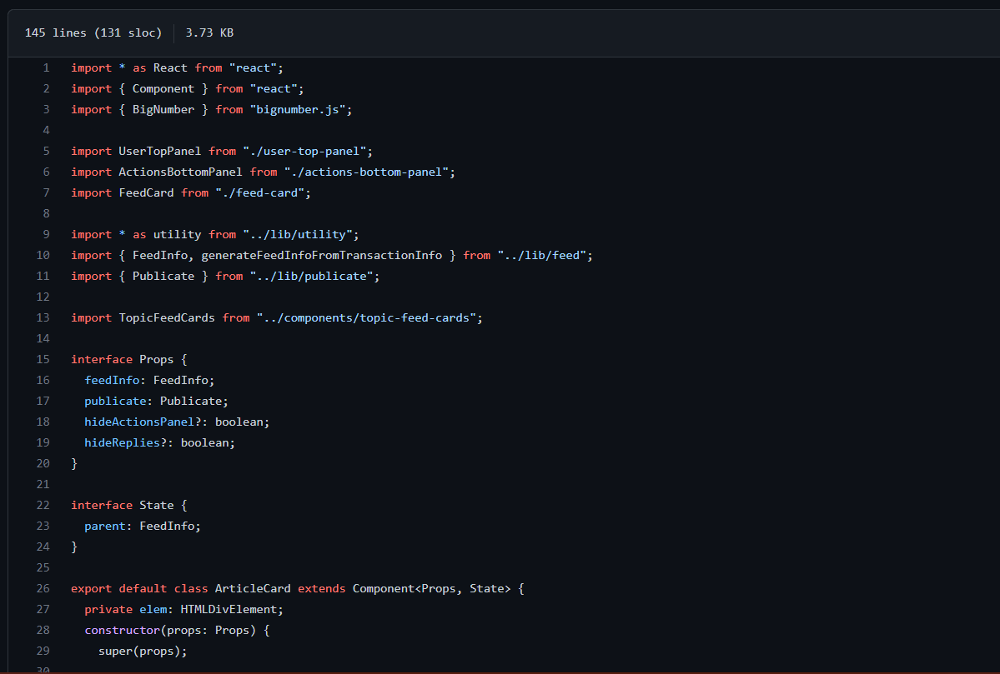 145 lines (131 sloc) 3.73 KB
1 import * as React from "react";
2 import { Component } from "react";
3 import { BigNumber } from "bignumber.js";
4
5 import UserTopPanel from "./user-top-panel";
6 import ActionsBottomPanel from "./actions-bottom-panel";
7 import FeedCard from "./feed-card";
8
9 import * as utility from "../lib/utility";
10 import { FeedInfo, generateFeedInfoFromTransactionInfo } from "../lib/feed";
11 import { Publicate } from "../lib/publicate";
12
13 import TopicFeedCards from "../components/topic-feed-cards";
14
15 interface Props {
16   feedInfo: FeedInfo;
17   publicate: Publicate;
18   hideActionsPanel?: boolean;
19   hideReplies?: boolean;
20 }
21
22 interface State {
23   parent: FeedInfo;
24 }
25
26 export default class ArticleCard extends Component<Props, State> {
27   private elem: HTMLDivElement;
28   constructor(props: Props) {
29     super(props);
30